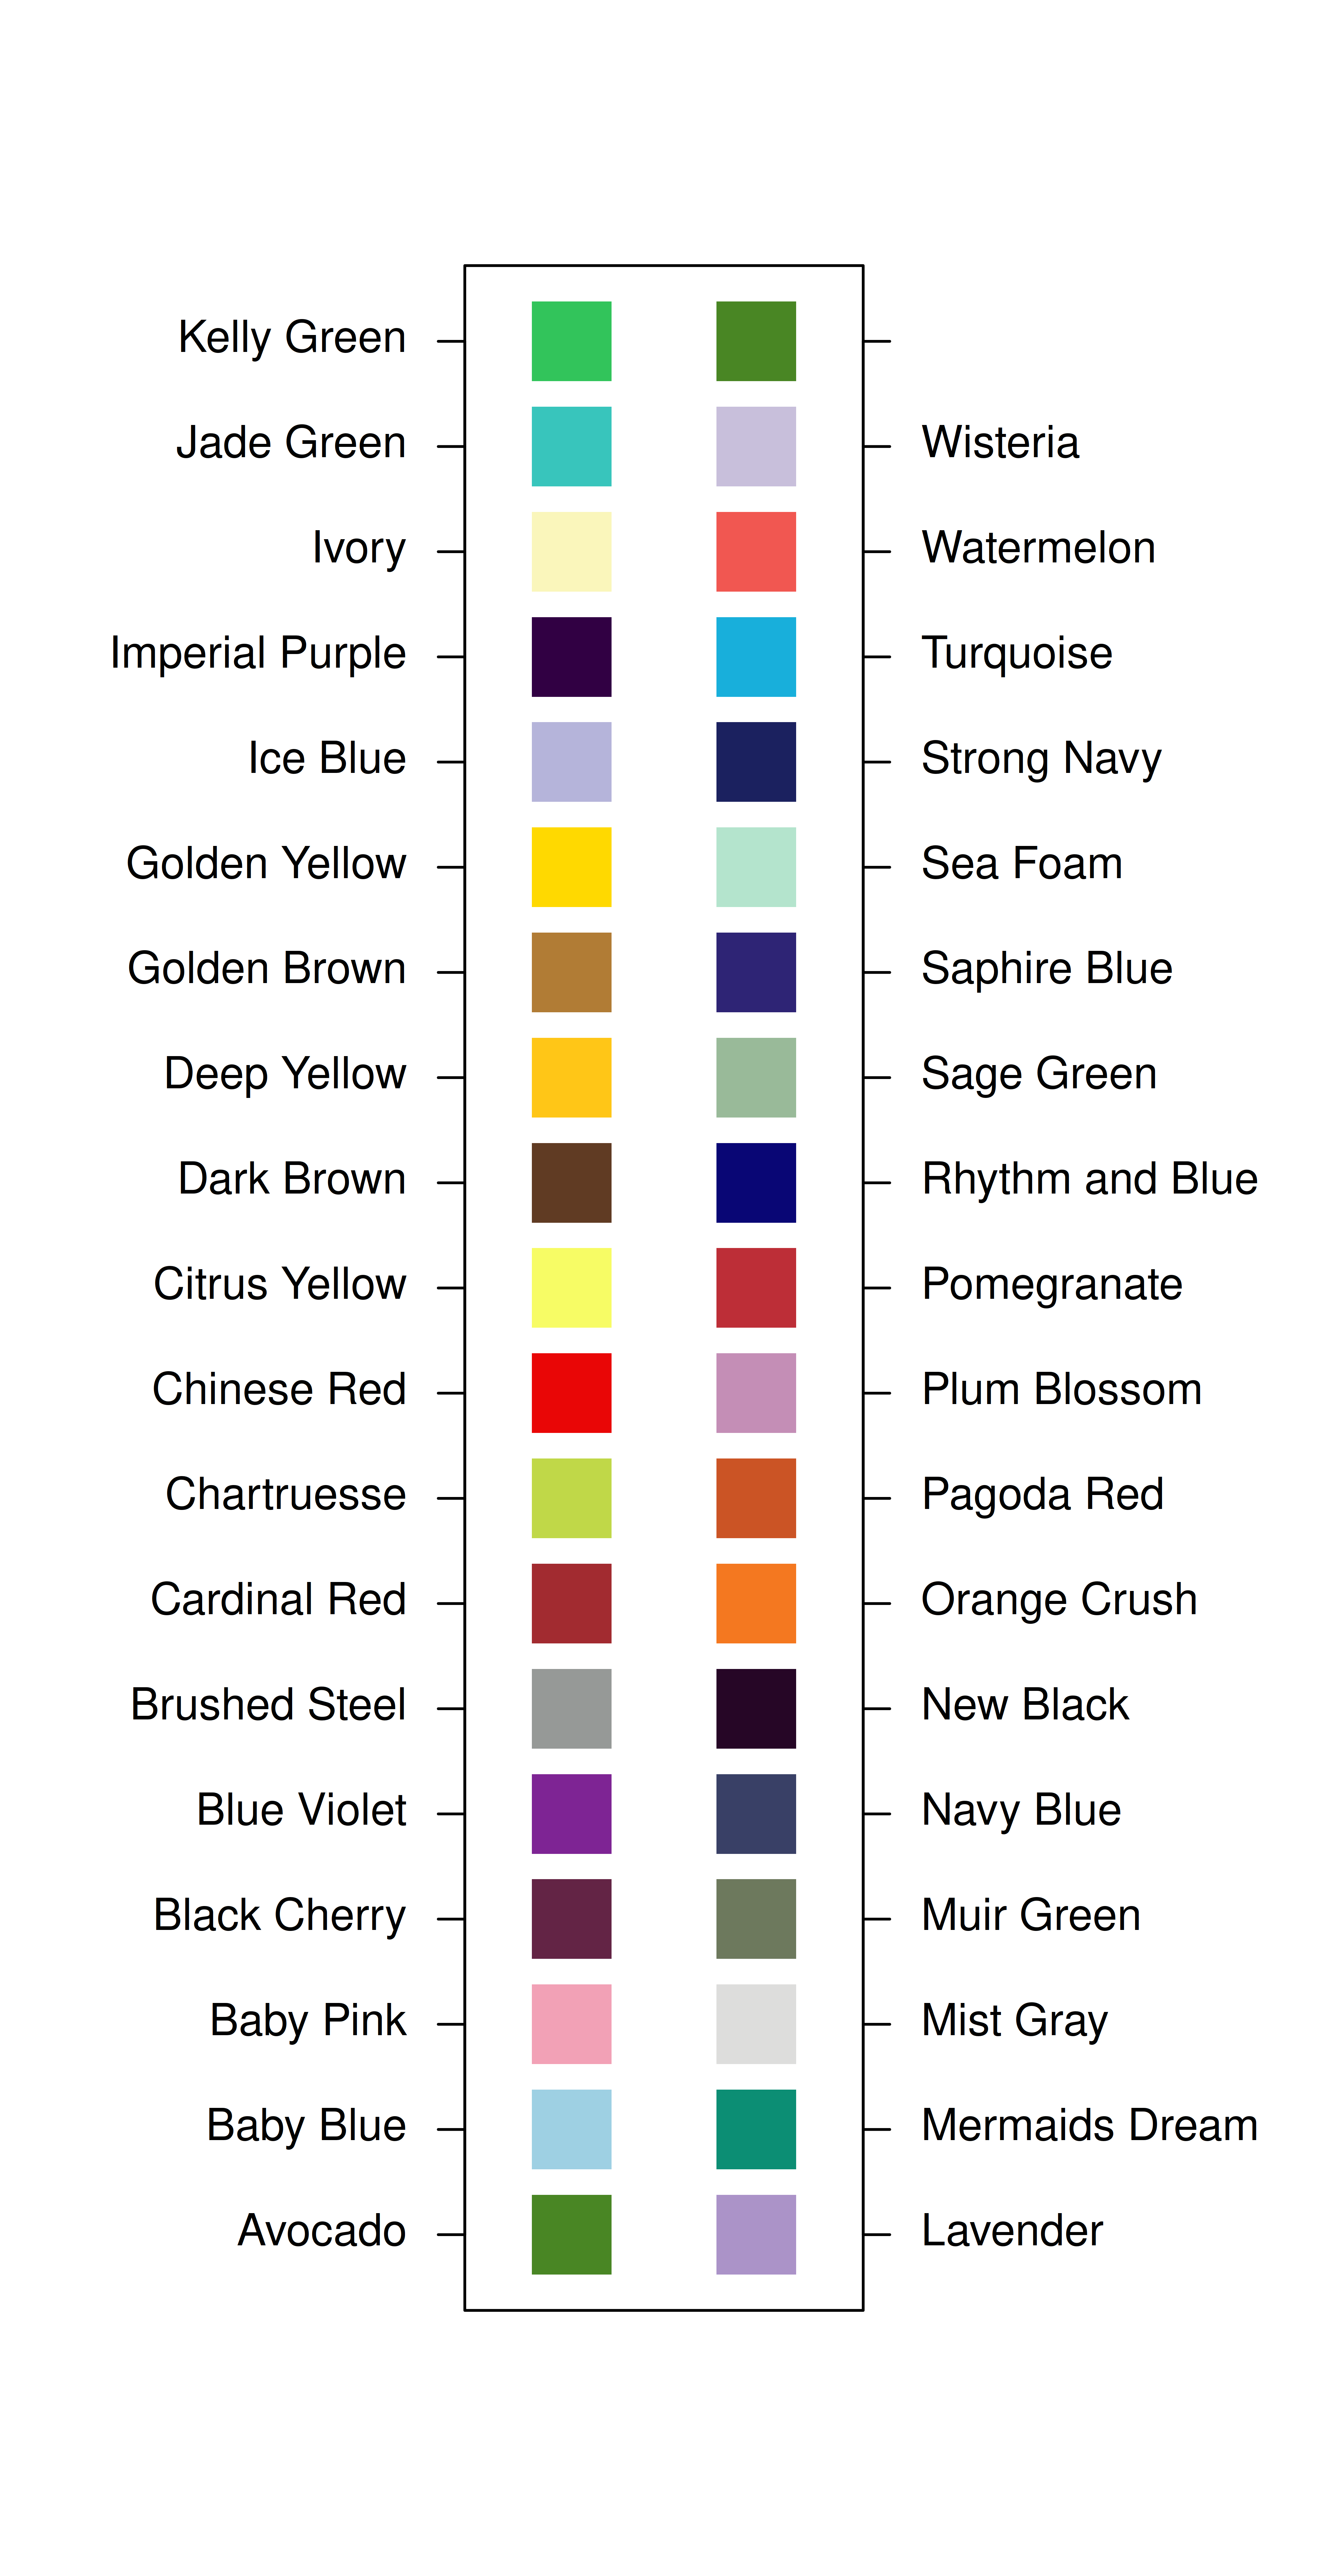 Kelly Green
Jade Green
Wisteria
Ivory
Watermelon
Imperial Purple
Turquoise
Ice Blue
Strong Navy
Golden Yellow
Sea Foam
Golden Brown
Saphire Blue
Deep Yellow
Sage Green
Dark Brown
Rhythm and Blue
Citrus Yellow
Pomegranate
Chinese Red
Plum Blossom
Chartruesse
Pagoda Red
Cardinal Red
Orange Crush
Brushed Steel
New Black
Blue Violet
Navy Blue
Black Cherry
Muir Green
Baby Pink
Mist Gray
Baby Blue
Mermaids Dream
Avocado
Lavender